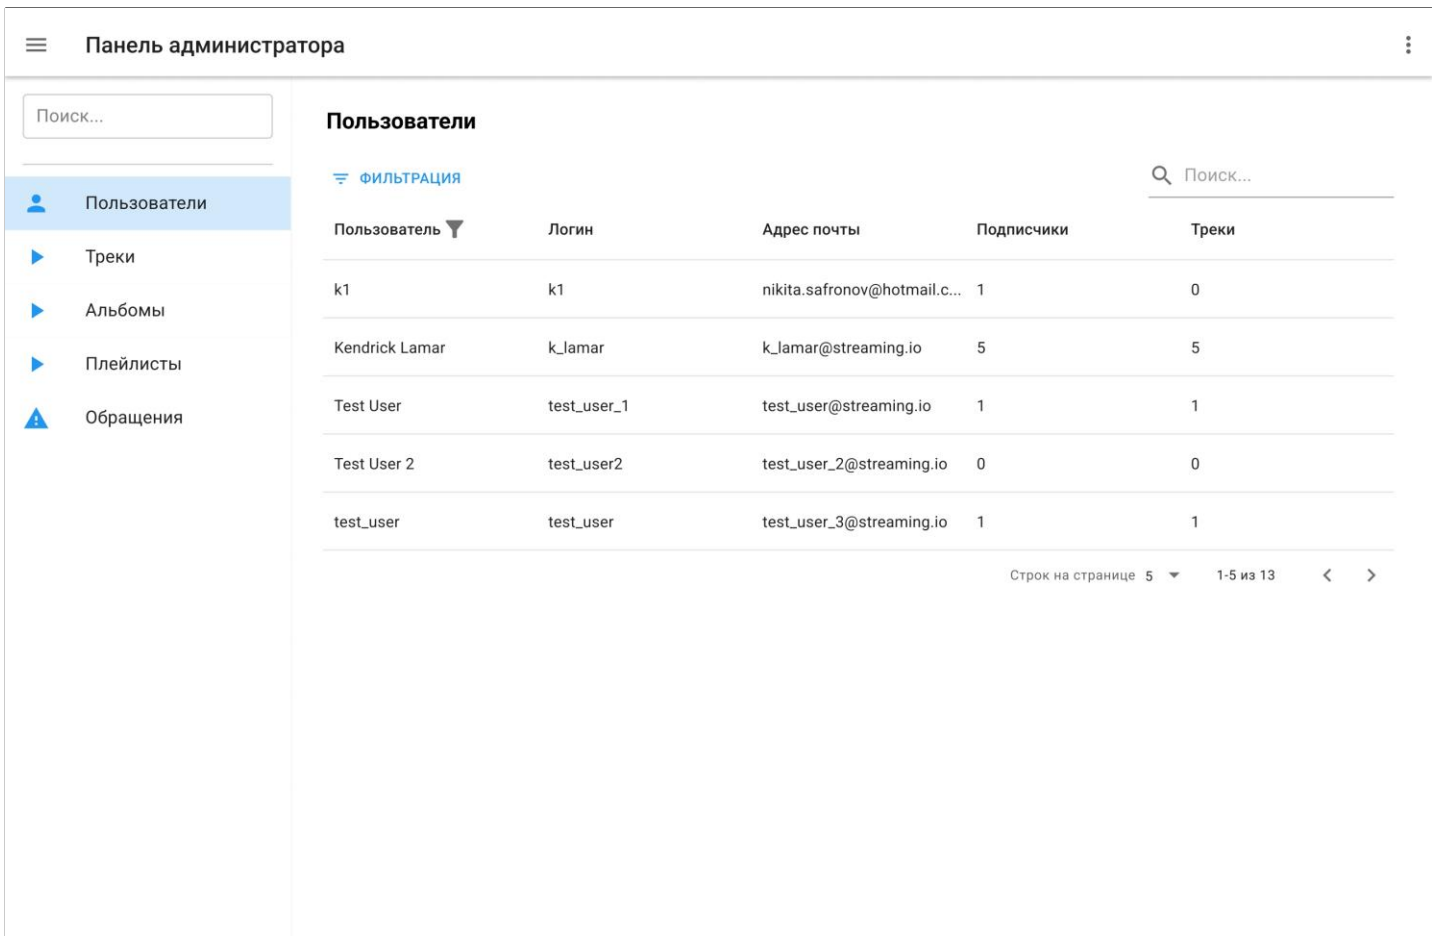 Панель администратора
Поиск...
Пользователи
Треки
Альбомы
Плейлисты
Обращения
Пользователи
ФИЛЬТРАЦИЯ
Поиск...
Пользователь Логин Адрес почты Подписчики Треки
k1 k1 nikita.safronov@hotmail.c... 1 0
Kendrick Lamar k_lamar k_lamar@streaming.io 5 5
Test User test_user_1 test_user@streaming.io 1 1
Test User 2 test_user2 test_user_2@streaming.io 0 0
test_user test_user test_user_3@streaming.io 1 1
Строк на странице 5 1-5 из 13